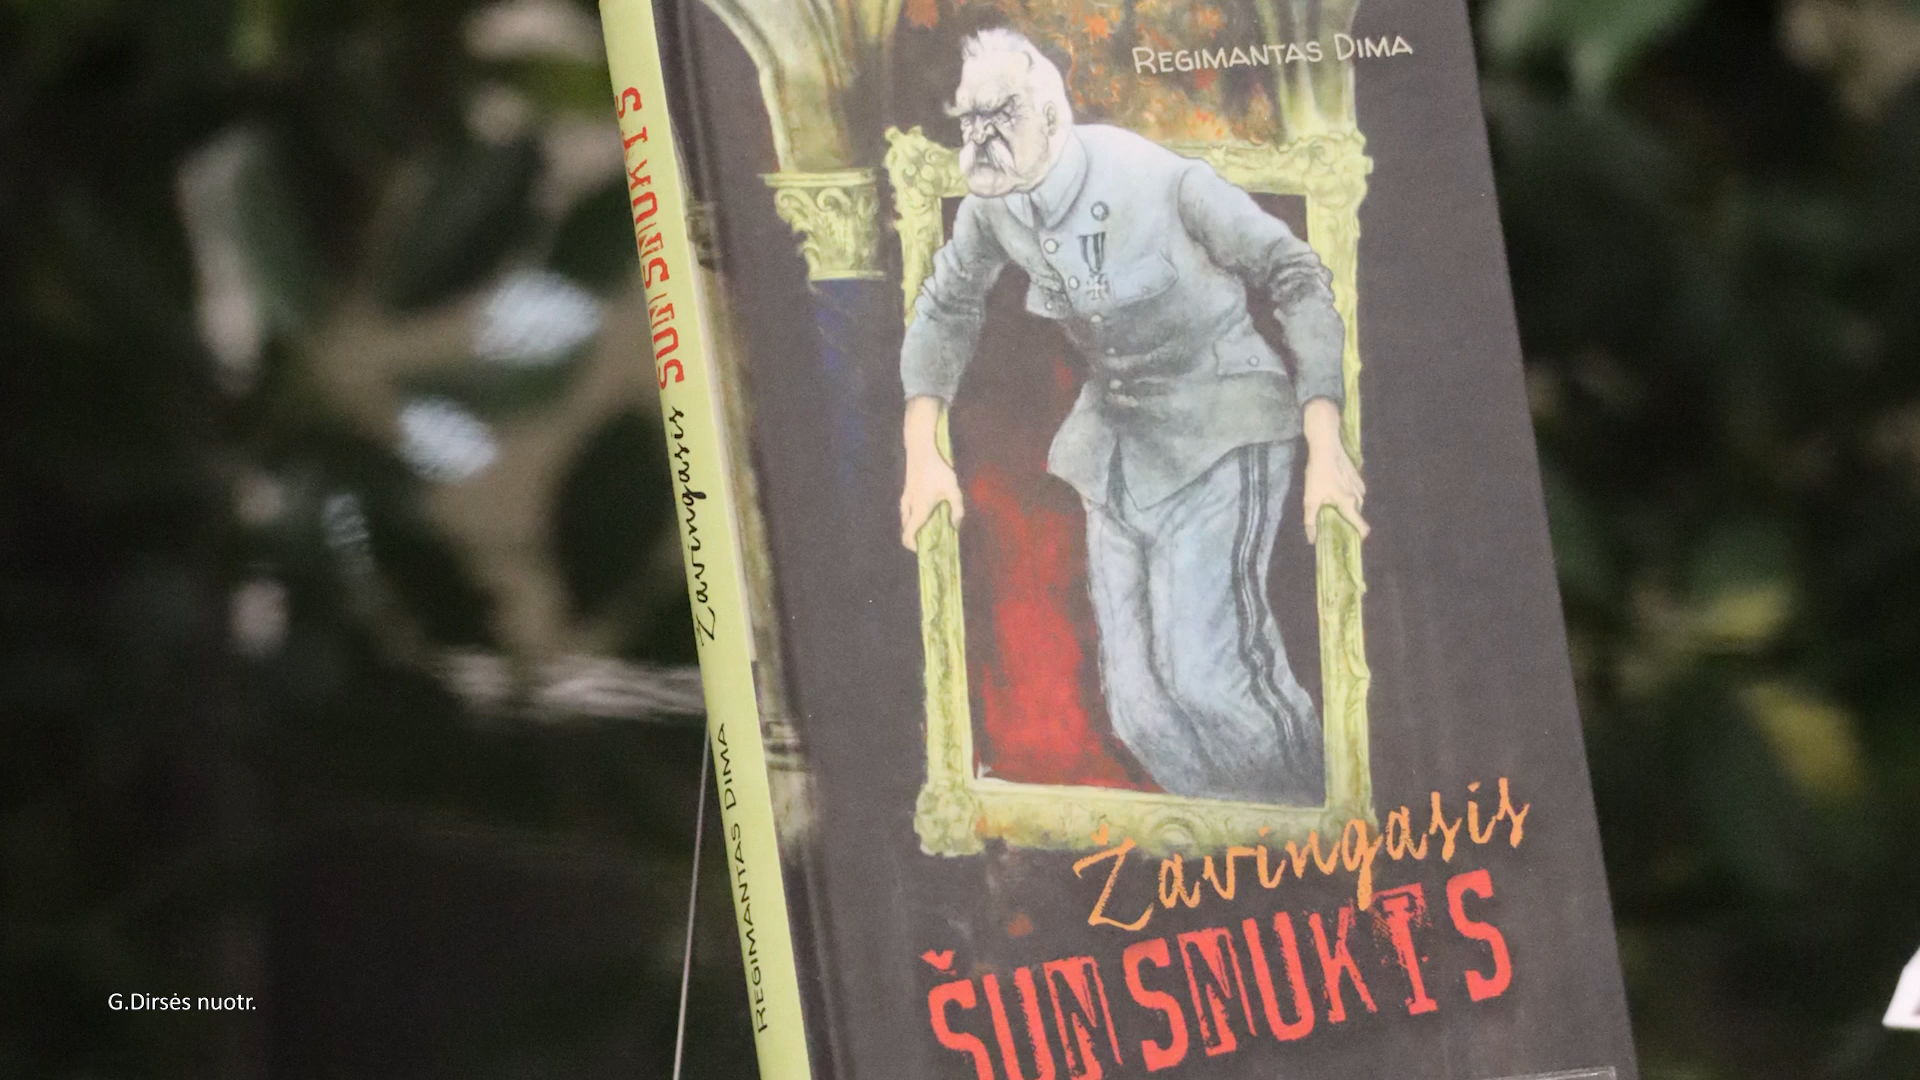 REGIMANTAS DIMA
Žavingasis
ŠUNSNUKIS
REGIMANTAS DIMA Žavingasis ŠUNSNUKIS
G.Dirsės nuotr.